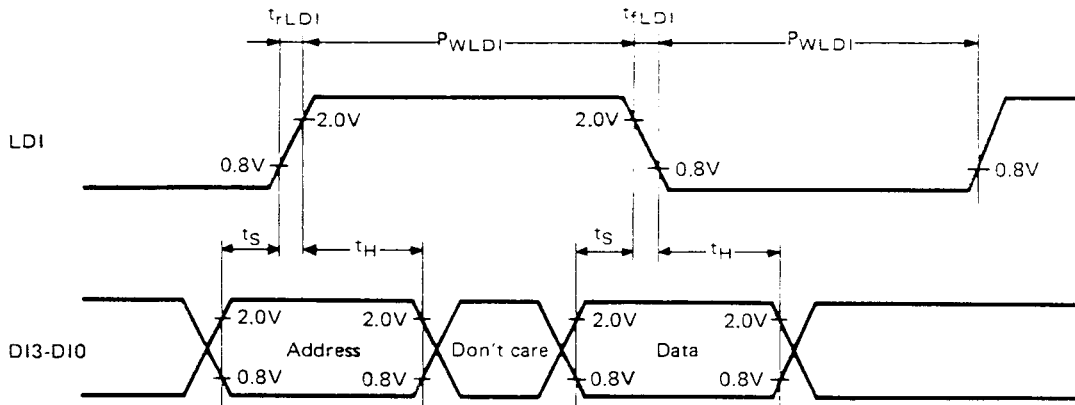 trLDI tfLDI
PWLDI PWLDI
LDI
2.0V 2.0V
0.8V 0.8V 0.8V
tS tH tS tH
2.0V 2.0V 2.0V 2.0V
DI3-DI0 Address Don't care Data
0.8V 0.8V 0.8V 0.8V